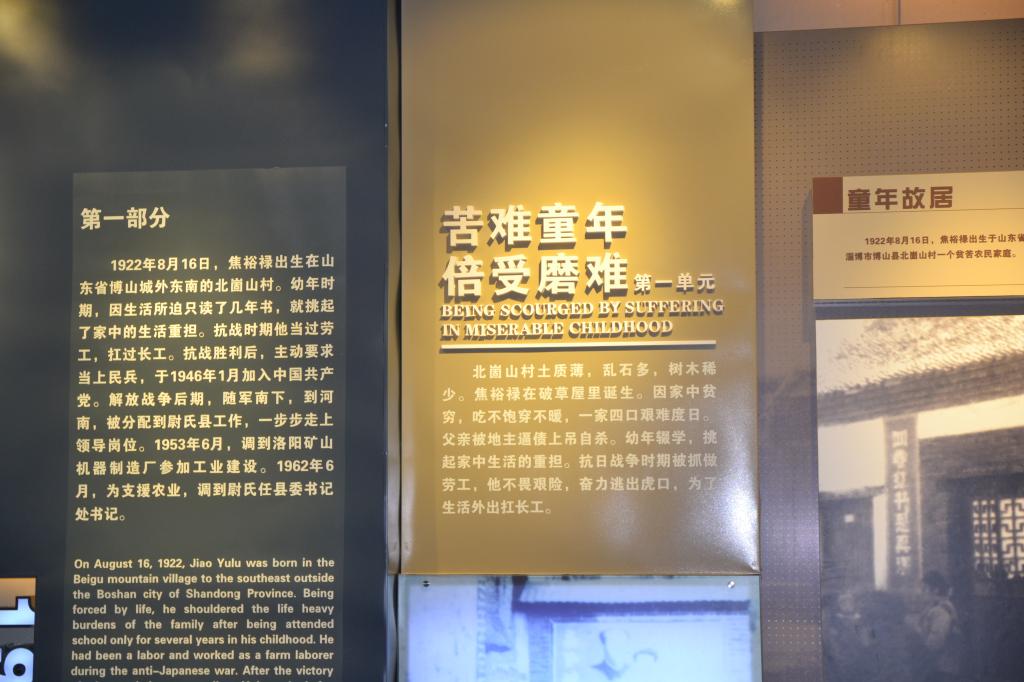 第一部分
1922年8月16日，焦裕禄出生在山
东省博山城外东南的北崮山村。幼年时
期，因生活所迫只读了几年书，就挑起
了家中的生活重担。抗战时期他当过劳
工，扛过长工。抗战胜利后，主动要求
当上民兵，于1946年1月加入中国共产
党。解放战争后期，随军南下，到河
南，被分配到尉氏县工作，一步步走上
领导岗位。1953年6月，调到洛阳矿山
机器制造厂参加工业建设。1962年6
月，为支援农业，调到尉氏任县委书记
处书记。
On August 16, 1922, Jiao Yulu was born in the
Beigu mountain village to the southeast outside
the Boshan city of Shandong Province. Being
forced by life, he shouldered the life heavy
burdens of the family after being attended
school only for several years in his childhood. He
had been a labor and worked as a farm laborer
during the anti-Japanese war. After the victory
苦难童年
倍受磨难 第一单元
BEING SCOURGED BY SUFFERING
IN MISERABLE CHILDHOOD
北崮山村土质薄，乱石多，树木稀
少。焦裕禄在破草屋里诞生。因家中贫
穷，吃不饱穿不暖，一家四口艰难度日。
父亲被地主逼债上吊自杀。幼年辍学，挑
起家中生活的重担。抗日战争时期被抓做
劳工，他不畏艰险，奋力逃出虎口，为了
生活外出扛长工。
童年故居
1922年8月16日，焦裕禄出生于山东省
淄博市博山县北崮山村一个贫苦农民家庭。